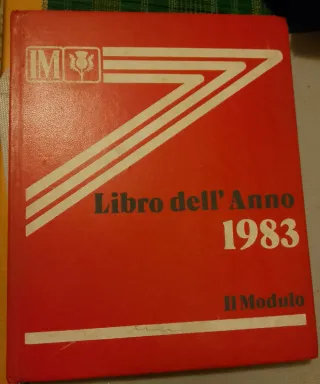 IM
Libro dell'Anno
1983
Il Modulo